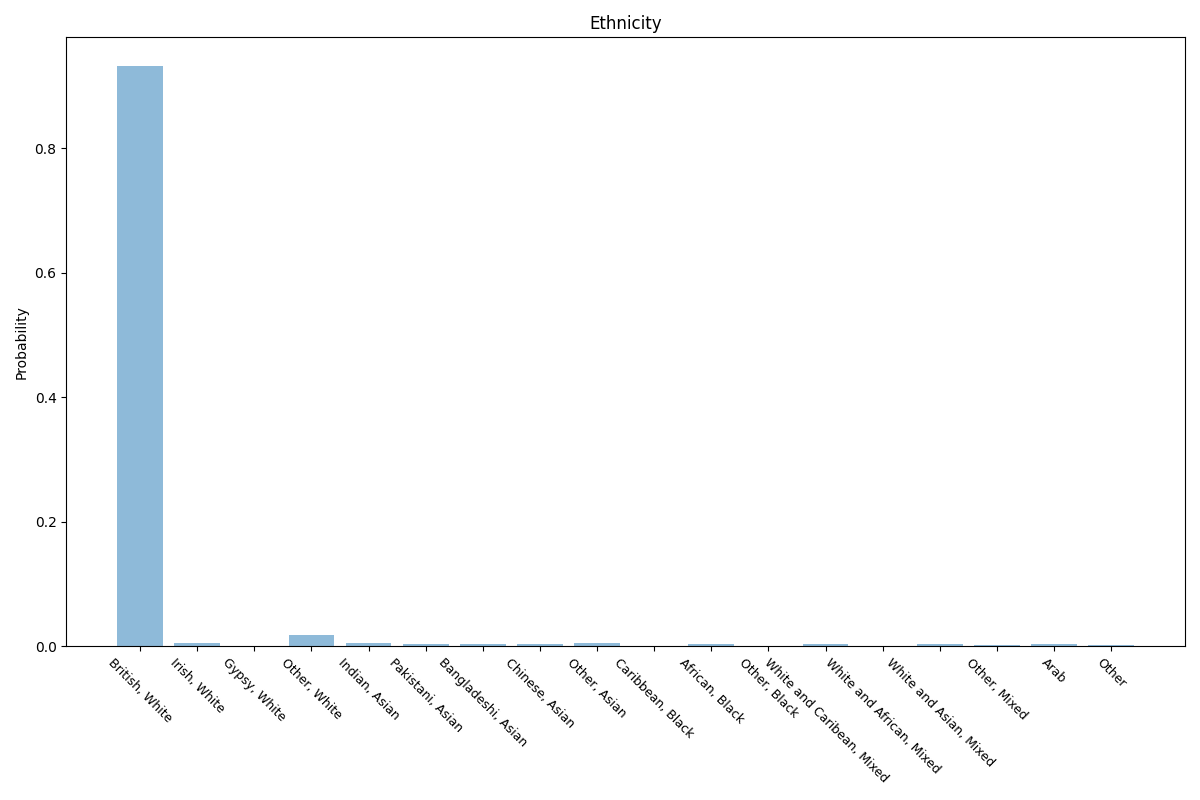 Ethnicity
Probability
0.8
0.6
0.4
0.2
0.0
British, White
Irish, White
Gypsy, White
Other, White
Indian, Asian
Pakistani, Asian
Bangladeshi, Asian
Chinese, Asian
Other, Asian
Caribbean, Black
African, Black
Other, Black
White and Caribean, Mixed
White and African, Mixed
White and Asian, Mixed
Other, Mixed
Arab
Other